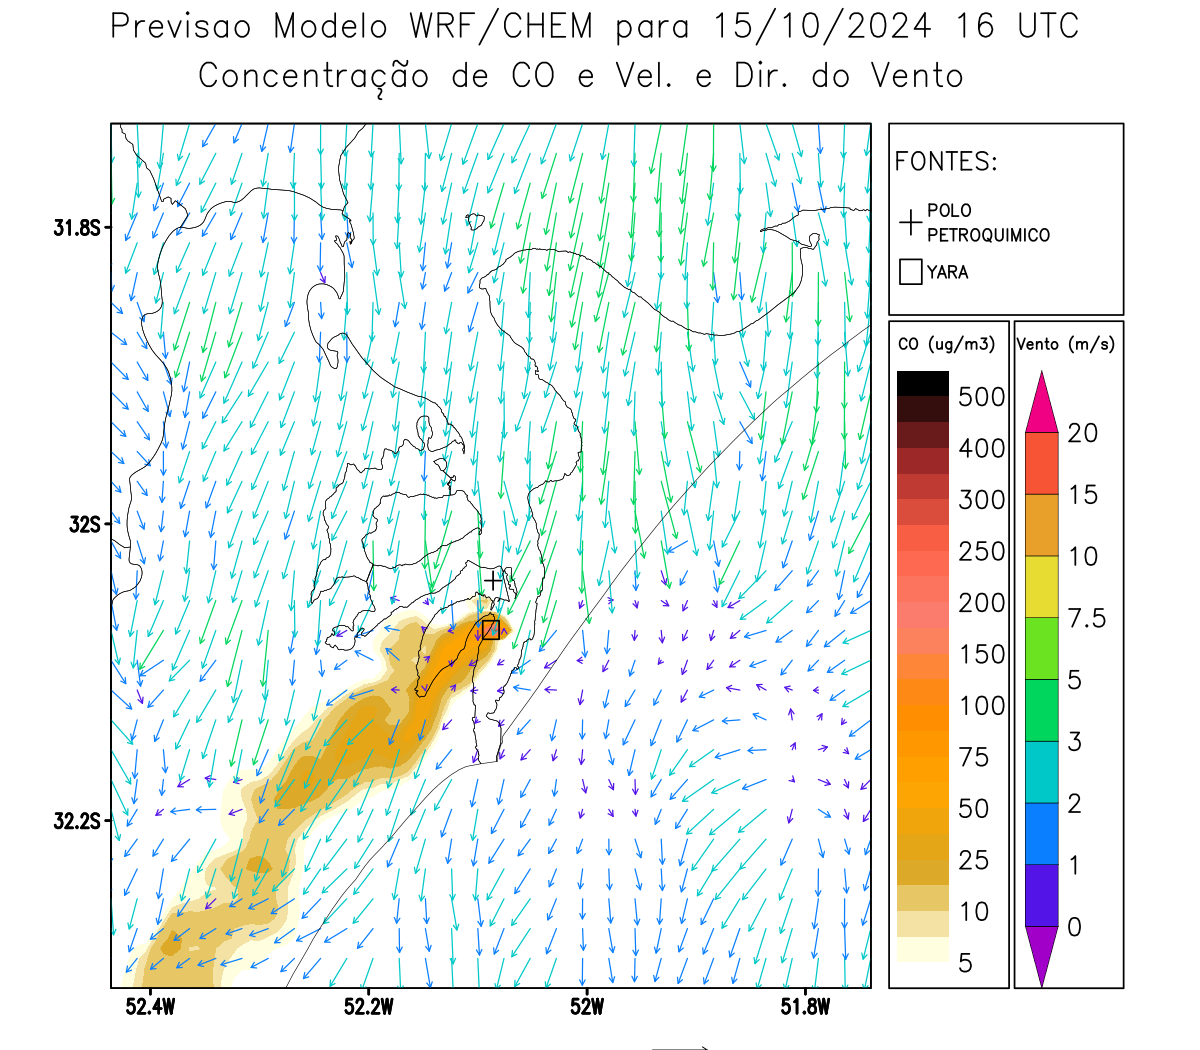 Previsao Modelo WRF/CHEM para 15/10/2024 16 UTC
Concentração de CO e Vel. e Dir. do Vento
FONTES:
POLO
PETROQUIMICO
YARA
CO (ug/m3)
500
400
300
250
200
150
100
75
50
25
10
5
Vento (m/s)
20
15
10
7.5
5
3
2
1
0
31.8S
32S
32.2S
52.4W
52.2W
52W
51.8W